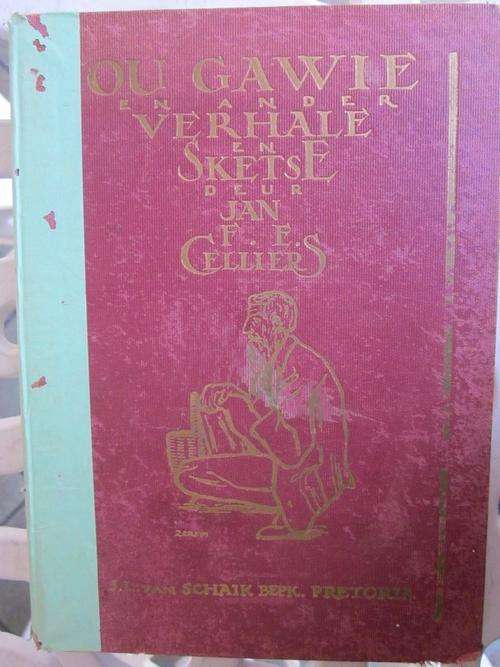 OU GAWIE
EN ANDER
VERHALE
EN
SKETSE
DEUR
JAN
F. E.
CELLIERS
J. L. VAN SCHAIK BEPK. PRETORIA